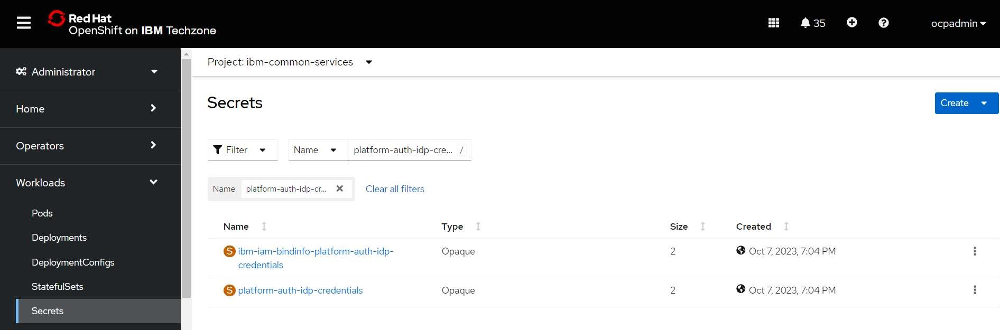 Red Hat
OpenShift on IBM Techzone
35
ocpadmin
Administrator
Home
Operators
Workloads
Pods
Deployments
DeploymentConfigs
StatefulSets
Secrets
Project: ibm-common-services
Secrets
Create
Filter
Name
platform-auth-idp-cre... /
Name platform-auth-idp-cr... Clear all filters
Name Type Size Created
S ibm-iam-bindinfo-platform-auth-idp- Opaque 2 Oct 7, 2023, 7:04 PM
credentials
S platform-auth-idp-credentials Opaque 2 Oct 7, 2023, 7:04 PM